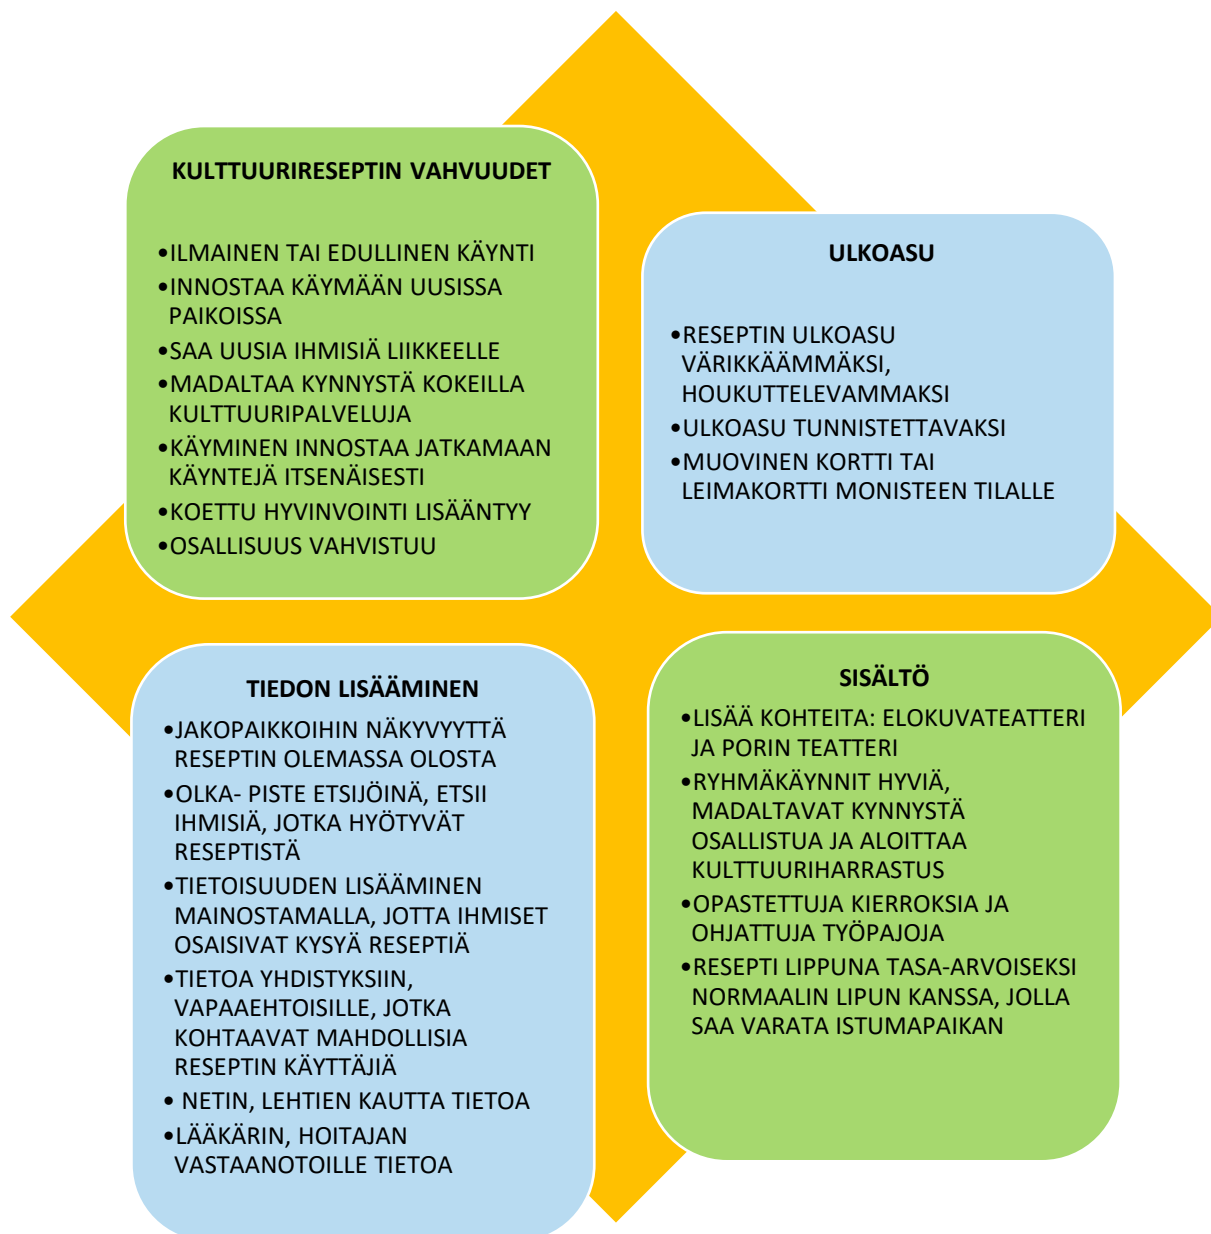 KULTTUURIRESEPTIN VAHVUUDET
•ILMAINEN TAI EDULLINEN KÄYNTI
•INNOSTAA KÄYMÄÄN UUSISSA
PAIKOISSA
•SAA UUSIA IHMISIÄ LIIKKEELLE
•MADALTAA KYNNYSTÄ KOKEILLA
KULTTUURIPALVELUJA
•KÄYMINEN INNOSTAA JATKAMAAN
KÄYNTEJÄ ITSENÄISESTI
•KOETTU HYVINVOINTI LISÄÄNTYY
•OSALLISUUS VAHVISTUU
ULKOASU
•RESEPTIN ULKOASU
VÄRIKKÄÄMMÄKSI,
HOUKUTTELEVAMMAKSI
•ULKOASU TUNNISTETTAVAKSI
•MUOVINEN KORTTI TAI
LEIMAKORTTI MONISTEEN TILALLE
TIEDON LISÄÄMINEN
•JAKOPAIKKOIHIN NÄKYVYYTTÄ
RESEPTIN OLEMASSA OLOSTA
•OLKA- PISTE ETSIJÖINÄ, ETSII
IHMISIÄ, JOTKA HYÖTYVÄT
RESEPTISTÄ
•TIETOISUUDEN LISÄÄMINEN
MAINOSTAMALLA, JOTTA IHMISET
OSAISIVAT KYSYÄ RESEPTIÄ
•TIETOA YHDISTYKSIIN,
VAPAAEHTOISILLE, JOTKA
KOHTAAVAT MAHDOLLISIA
RESEPTIN KÄYTTÄJIÄ
• NETIN, LEHTIEN KAUTTA TIETOA
•LÄÄKÄRIN, HOITAJAN
VASTAANOTOILLE TIETOA
SISÄLTÖ
•LISÄÄ KOHTEITA: ELOKUVATEATTERI
JA PORIN TEATTERI
•RYHMÄKÄYNNIT HYVIÄ,
MADALTAVAT KYNNYSTÄ
OSALLISTUA JA ALOITTAA
KULTTUURIHARRASTUS
•OPASTETTUJA KIERROKSIA JA
OHJATTUJA TYÖPAJOJA
•RESEPTI LIPPUNA TASA-ARVOISEKSI
NORMAALIN LIPUN KANSSA, JOLLA
SAA VARATA ISTUMAPAIKAN